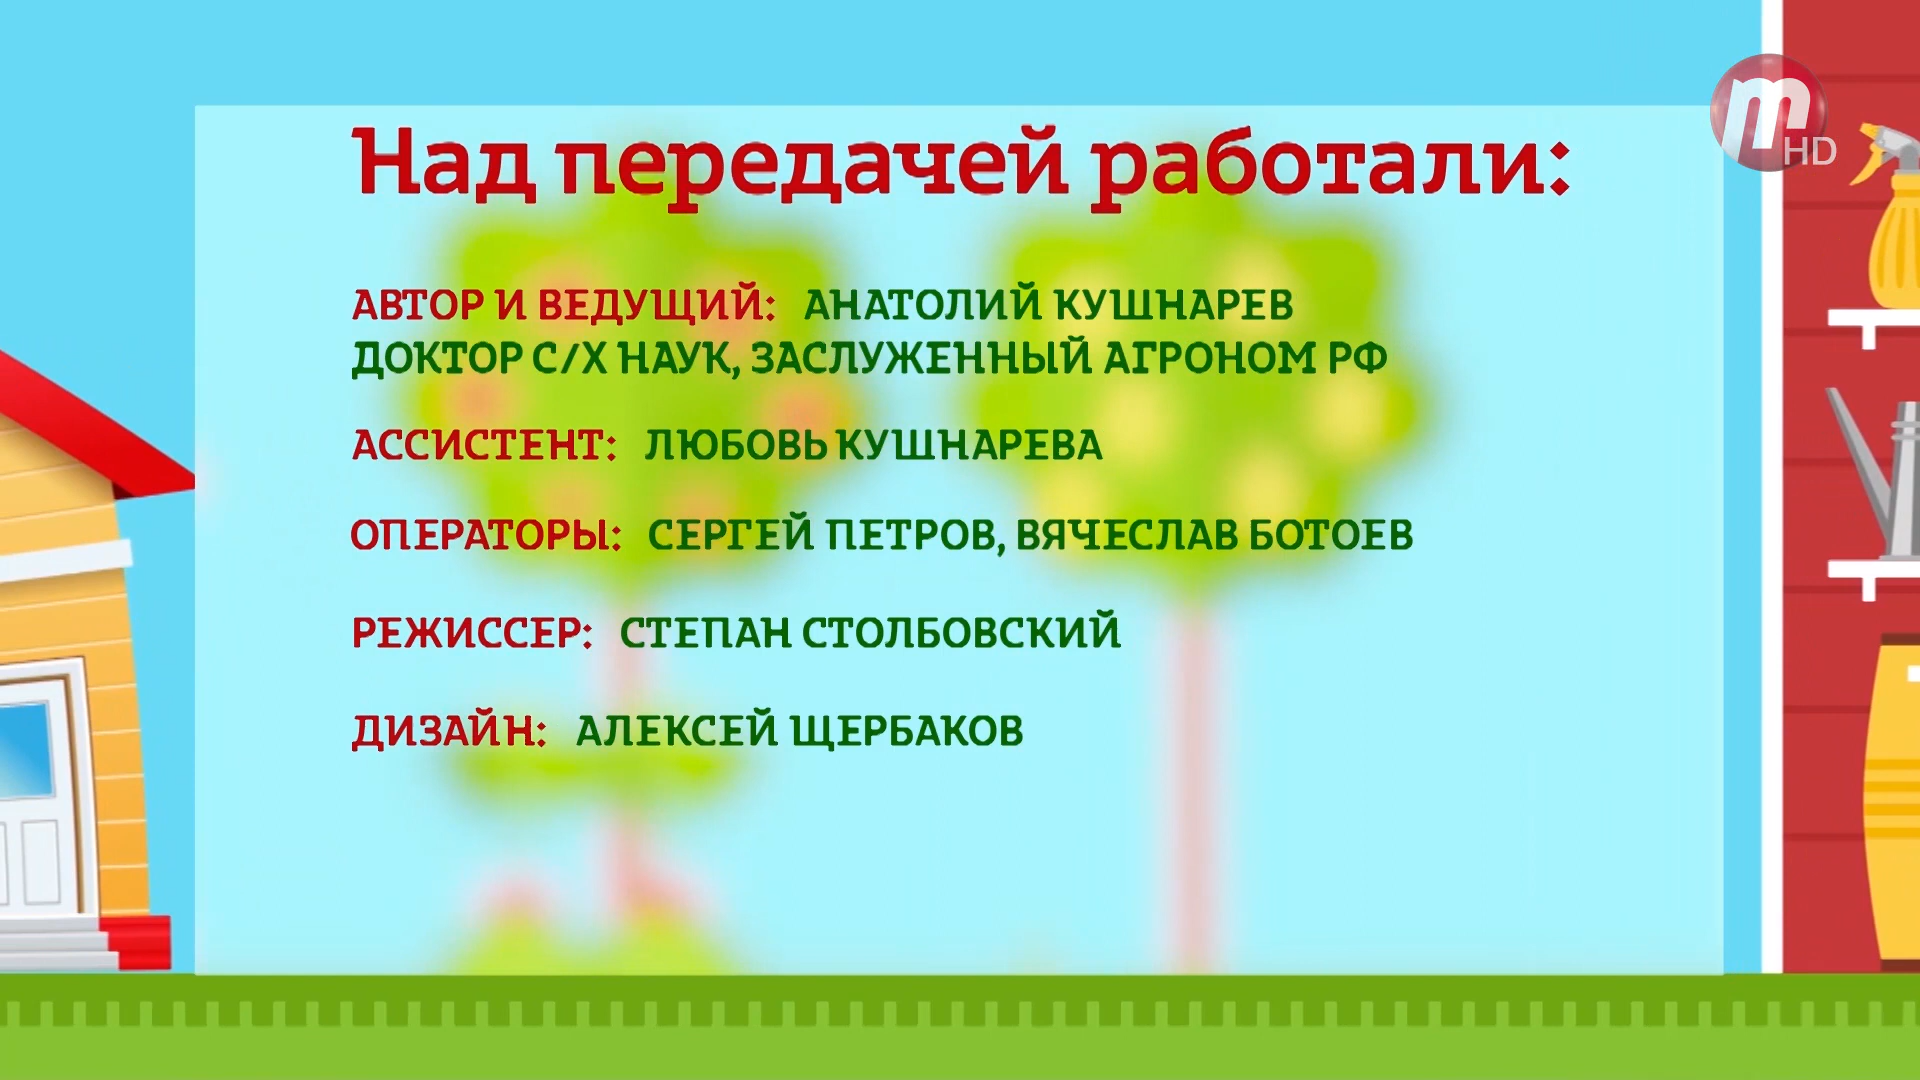 Над передачей работали:
АВТОР И ВЕДУЩИЙ: АНАТОЛИЙ КУШНАРЕВ
ДОКТОР С/Х НАУК, ЗАСЛУЖЕННЫЙ АГРОНОМ РФ
АССИСТЕНТ: ЛЮБОВЬ КУШНАРЕВА
ОПЕРАТОРЫ: СЕРГЕЙ ПЕТРОВ, ВЯЧЕСЛАВ БОТОЕВ
РЕЖИССЕР: СТЕПАН СТОЛБОВСКИЙ
ДИЗАЙН: АЛЕКСЕЙ ЩЕРБАКОВ
m HD